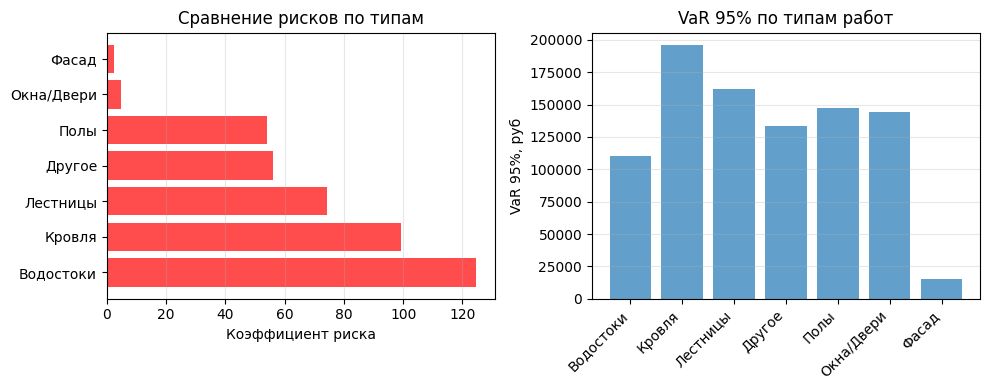 Сравнение рисков по типам
Фасад
Окна/Двери
Полы
Другое
Лестницы
Кровля
Водостоки
0 20 40 60 80 100 120
Коэффициент риска
VaR 95% по типам работ
VaR 95%, руб
200000
175000
150000
125000
100000
75000
50000
25000
0
Водостоки
Кровля
Лестницы
Другое
Полы
Окна/Двери
Фасад